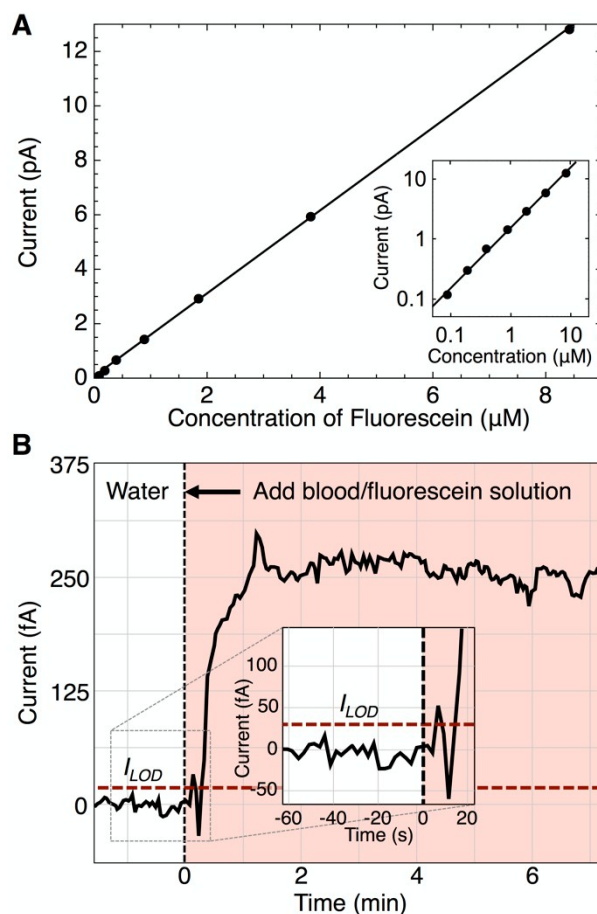 A
Current (pA)
12
10
8
6
4
2
0
0
2
4
6
8
Concentration of Fluorescein (µM)
Current (pA)
10
1
0.1
0.1
1
10
Concentration (µM)
B
Current (fA)
375
250
125
0
Water
Add blood/fluorescein solution
I_LOD
Current (fA)
100
50
0
-50
I_LOD
-60
-40
-20
0
20
Time (s)
0
2
4
6
Time (min)